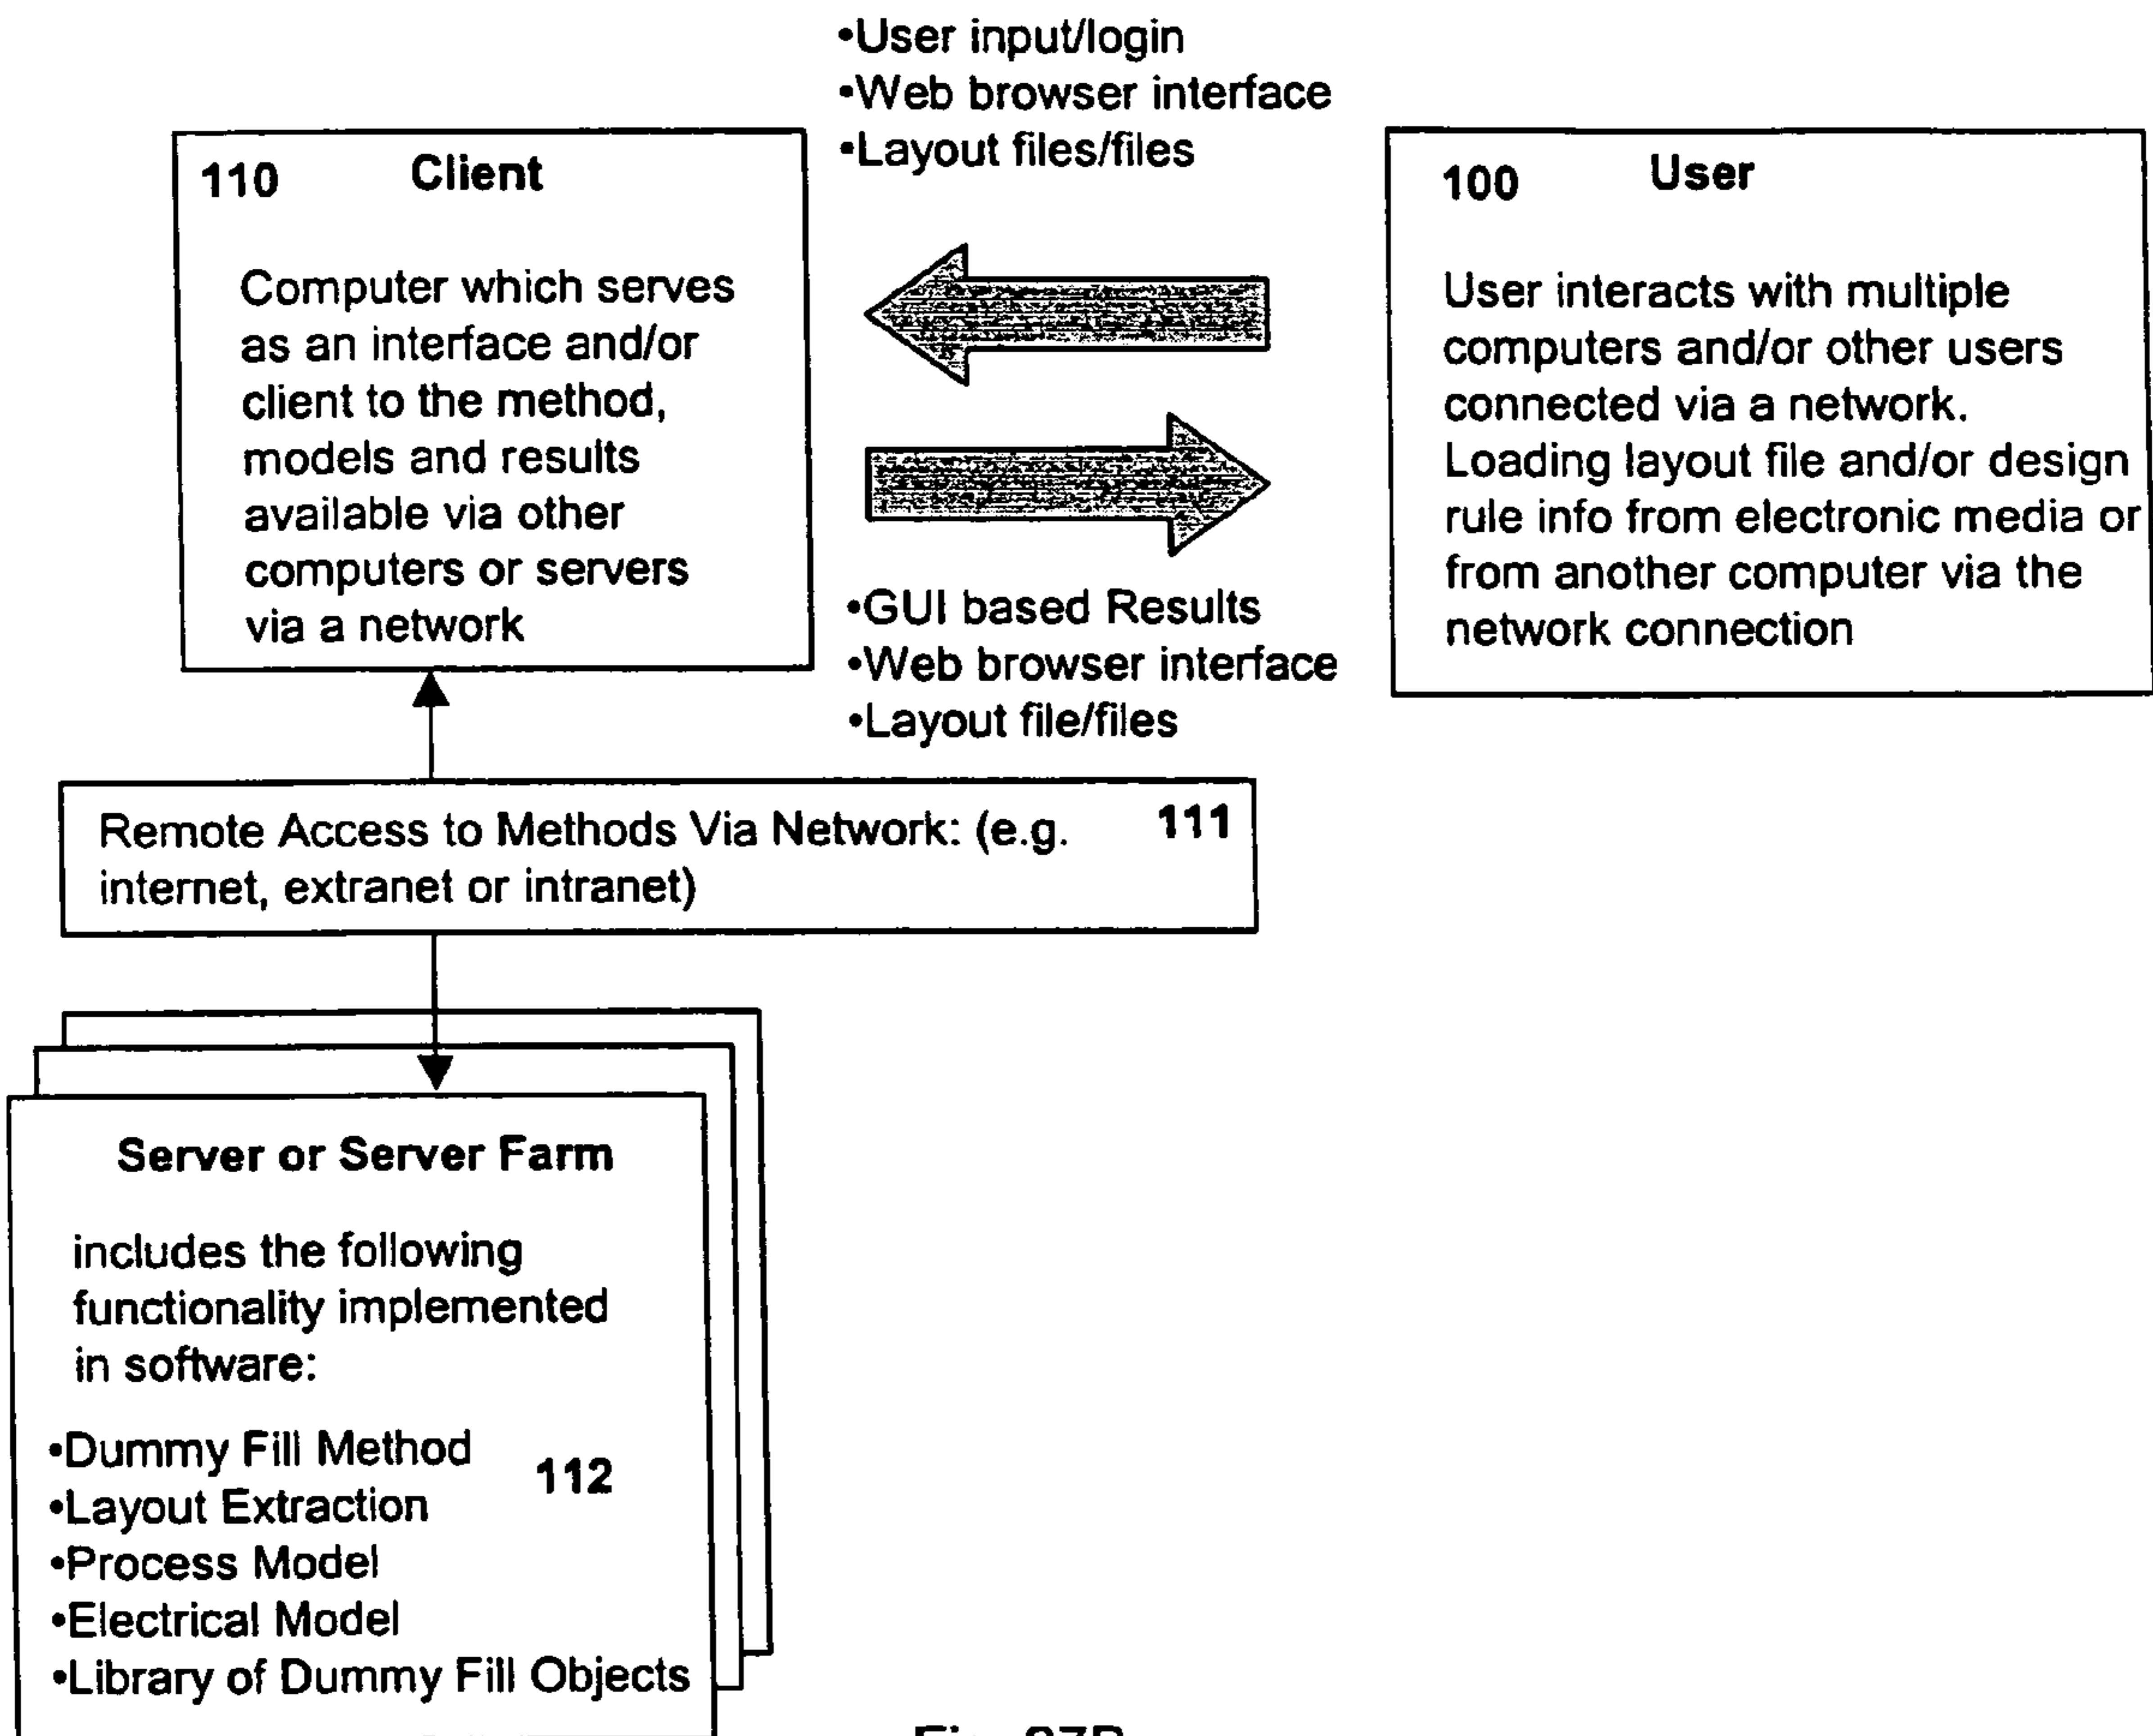 •User input/login
•Web browser interface
•Layout files/files
110 Client
Computer which serves
as an interface and/or
client to the method,
models and results
available via other
computers or servers
via a network
100 User
User interacts with multiple
computers and/or other users
connected via a network.
Loading layout file and/or design
rule info from electronic media or
from another computer via the
network connection
•GUI based Results
•Web browser interface
•Layout file/files
Remote Access to Methods Via Network: (e.g. 111
internet, extranet or intranet)
Server or Server Farm
includes the following
functionality implemented
in software:
•Dummy Fill Method
112
•Layout Extraction
•Process Model
•Electrical Model
•Library of Dummy Fill Objects